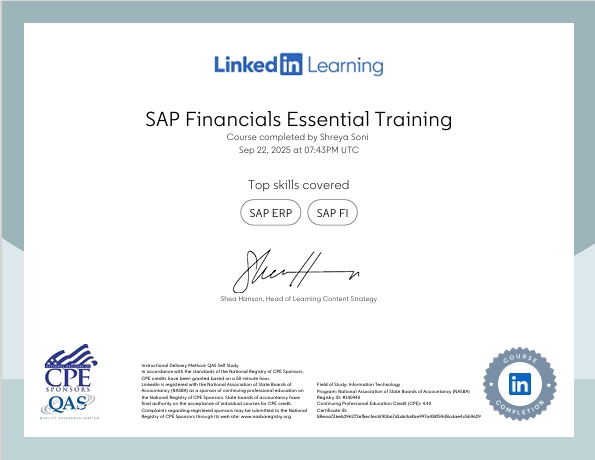 Linked in Learning
SAP Financials Essential Training
Course completed by Shreya Soni
Sep 22, 2025 at 07:43PM UTC
Top skills covered
SAP ERP SAP FI
Shea Hanson, Head of Learning Content Strategy
CPE
SPONSORS
QAS
Instructional Delivery Method: QAS Self Study
In accordance with the standards of the National Registry of CPE Sponsors,
CPE credits have been granted based on a 50-minute hour.
LinkedIn is registered with the National Association of State Boards of
Accountancy (NASBA) as a sponsor of continuing professional education on
the National Registry of CPE Sponsors. State boards of accountancy have
final authority on the acceptance of individual courses for CPE credit.
Complaints regarding registered sponsors may be submitted to the National
Registry of CPE Sponsors through its web site: www.nasbaregistry.org
Field of Study: Information Technology
Program: National Association of State Boards of Accountancy (NASBA)
Registry ID: #140940
Continuing Professional Education Credit (CPE): 4.40
Certificate ID:
COURSE
in
COMPLETION